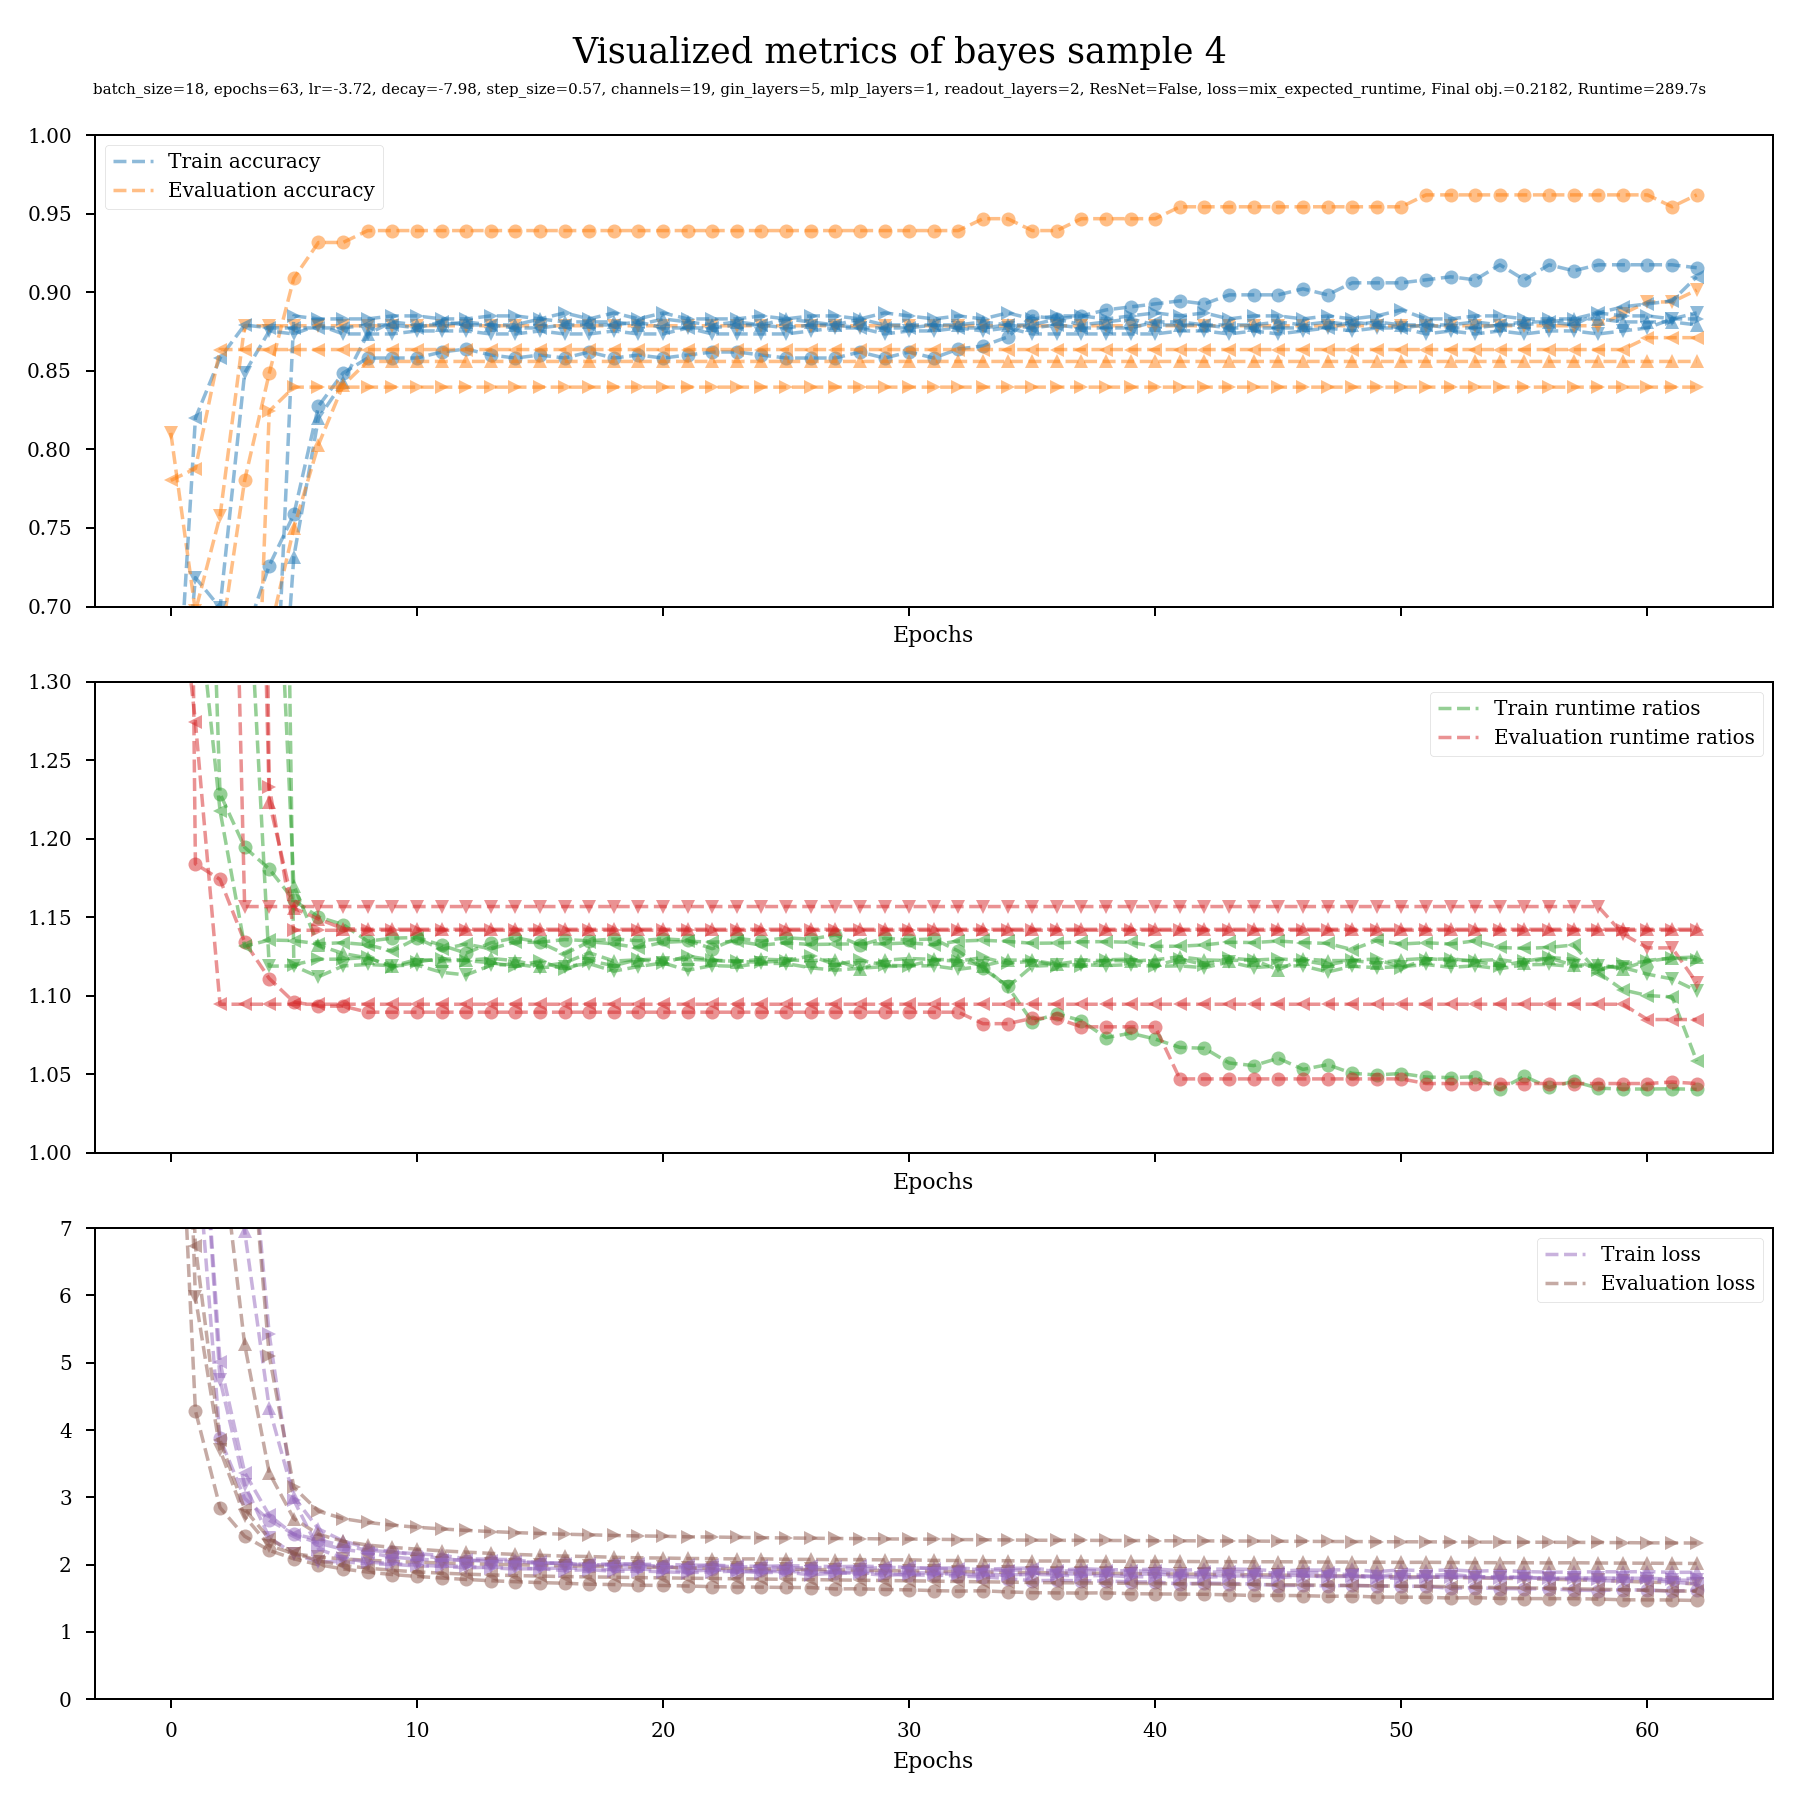 Visualized metrics of bayes sample 4
batch_size=18, epochs=63, lr=-3.72, decay=-7.98, step_size=0.57, channels=19, gin_layers=5, mlp_layers=1, readout_layers=2, ResNet=False, loss=mix_expected_runtime, Final obj.=0.2182, Runtime=289.7s
1.00
0.95
0.90
0.85
0.80
0.75
0.70
Train accuracy
Evaluation accuracy
Epochs
1.30
1.25
1.20
1.15
1.10
1.05
1.00
Train runtime ratios
Evaluation runtime ratios
Epochs
7
6
5
4
3
2
1
0
Train loss
Evaluation loss
0 10 20 30 40 50 60
Epochs